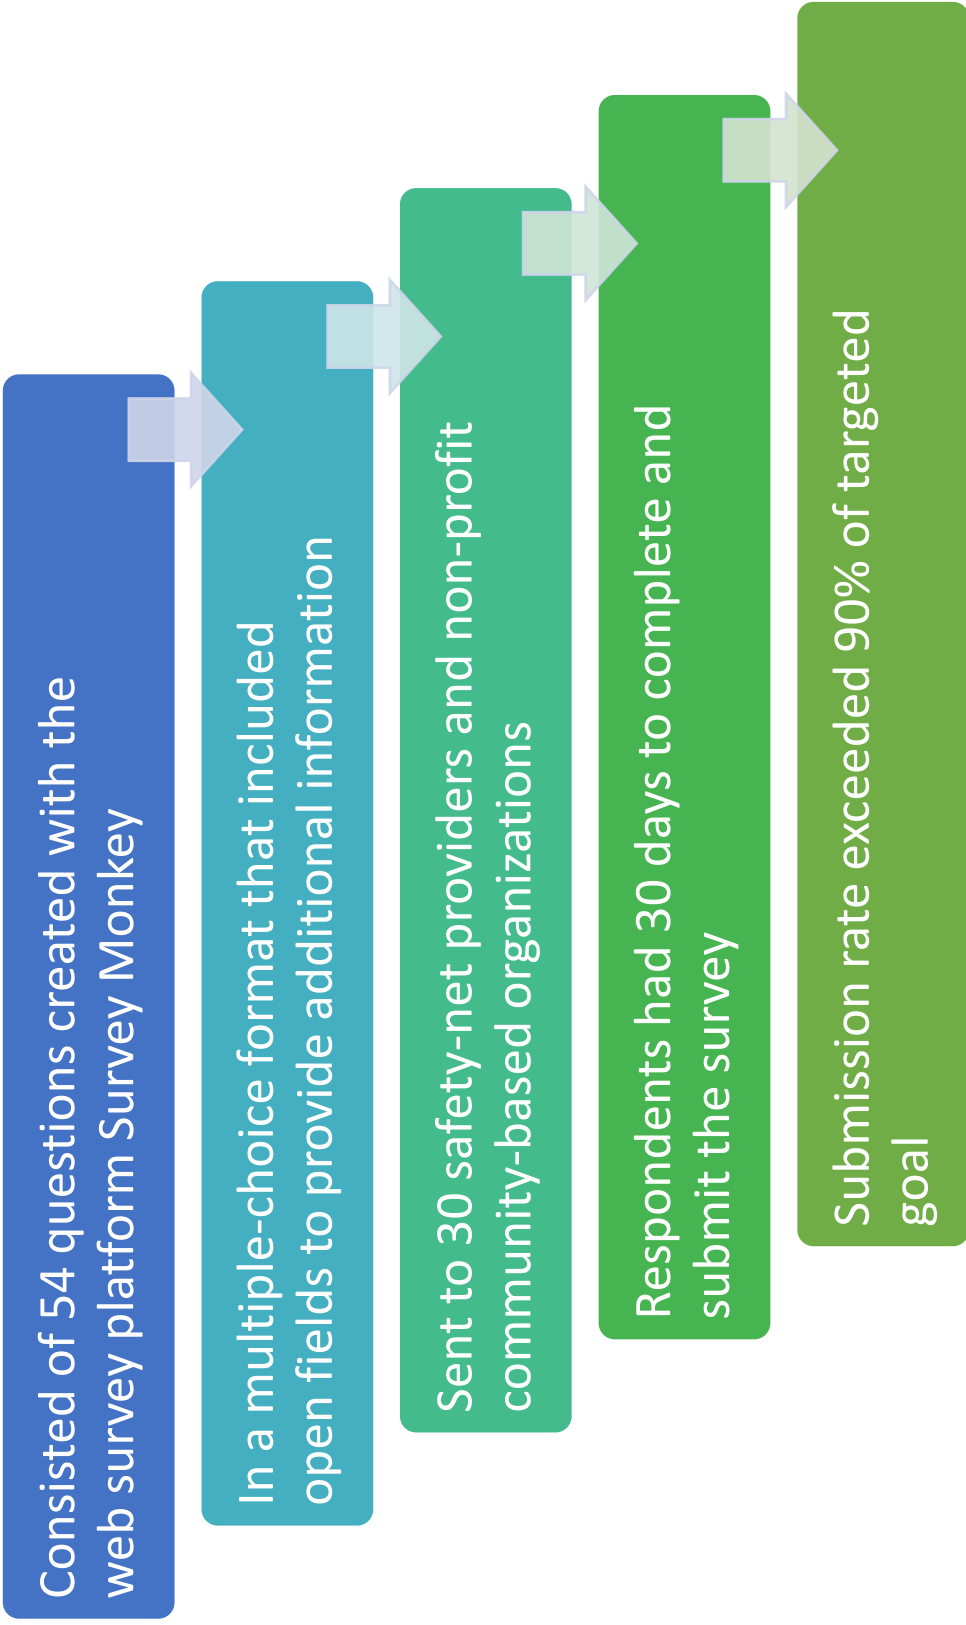 Consisted of 54 questions created with the
web survey platform Survey Monkey
In a multiple-choice format that included
open fields to provide additional information
Sent to 30 safety-net providers and non-profit
community-based organizations
Respondents had 30 days to complete and
submit the survey
Submission rate exceeded 90% of targeted
goal